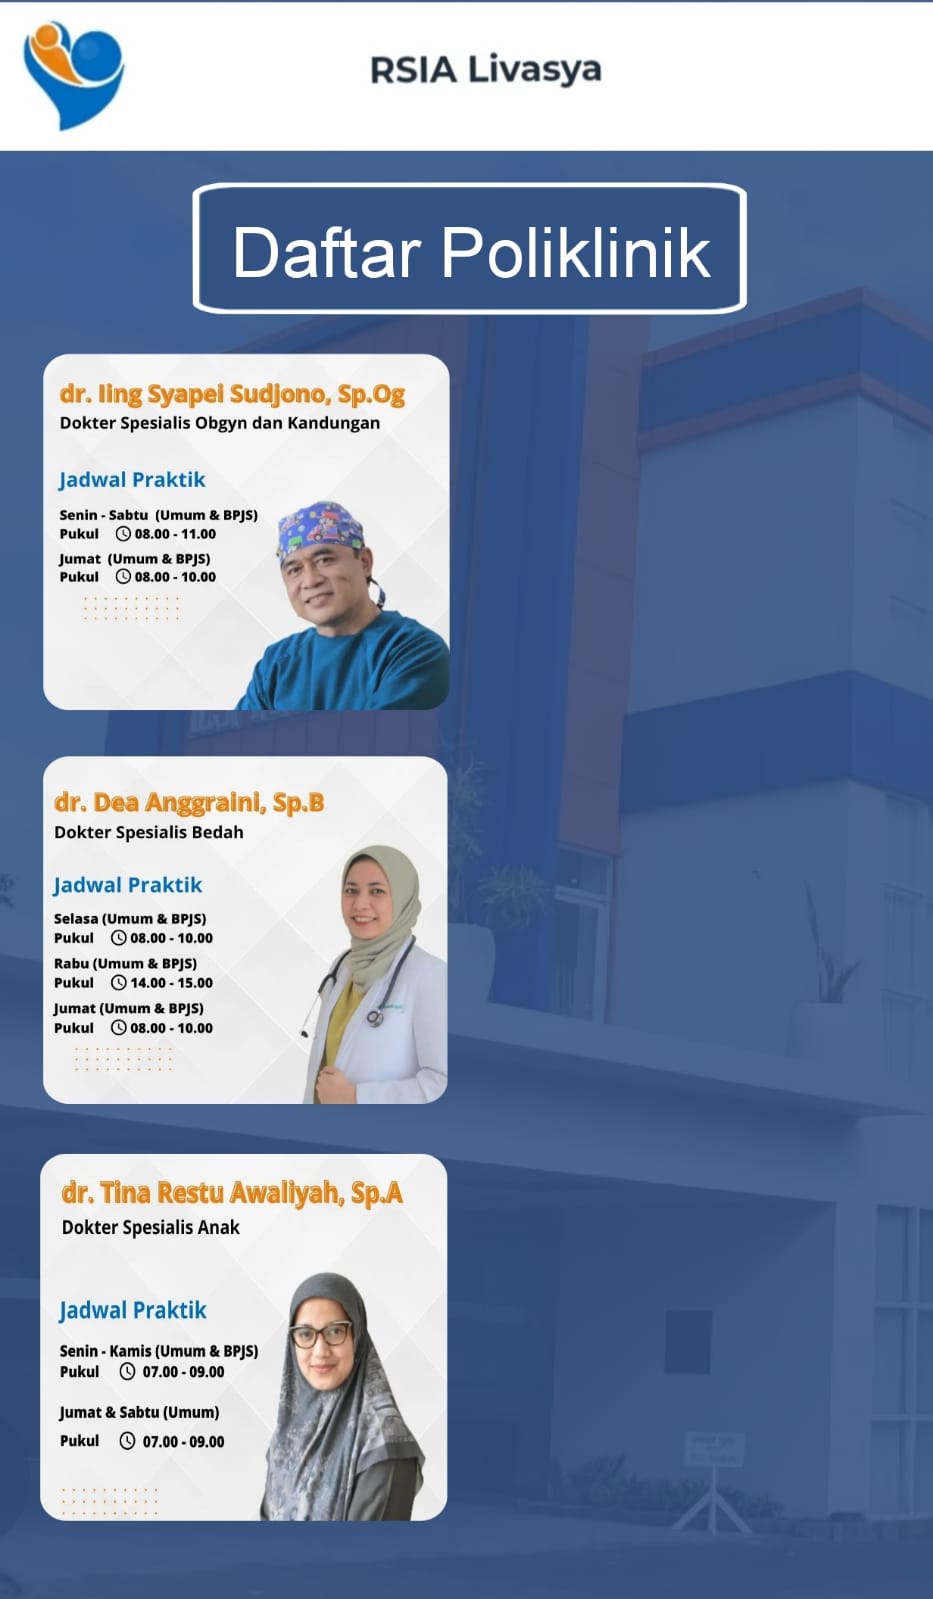 RSIA Livasya
Daftar Poliklinik
dr. Iing Syapei Sudjono, Sp.Og
Dokter Spesialis Obgyn dan Kandungan
Jadwal Praktik
Senin - Sabtu (Umum & BPJS)
Pukul 08.00 - 11.00
Jumat (Umum & BPJS)
Pukul 08.00 - 10.00
dr. Dea Anggraini, Sp.B
Dokter Spesialis Bedah
Jadwal Praktik
Selasa (Umum & BPJS)
Pukul 08.00 - 10.00
Rabu (Umum & BPJS)
Pukul 14.00 - 15.00
Jumat (Umum & BPJS)
Pukul 08.00 - 10.00
dr. Tina Restu Awaliyah, Sp.A
Dokter Spesialis Anak
Jadwal Praktik
Senin - Kamis (Umum & BPJS)
Pukul 07.00 - 09.00
Jumat & Sabtu (Umum)
Pukul 07.00 - 09.00